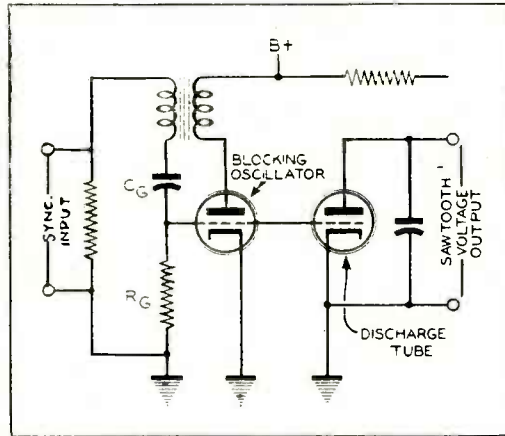 B+
BLOCKING
OSCILLATOR
CG
SYNC.
INPUT
RG
SAWTOOTH
VOLTAGE
OUTPUT
DISCHARGE
TUBE